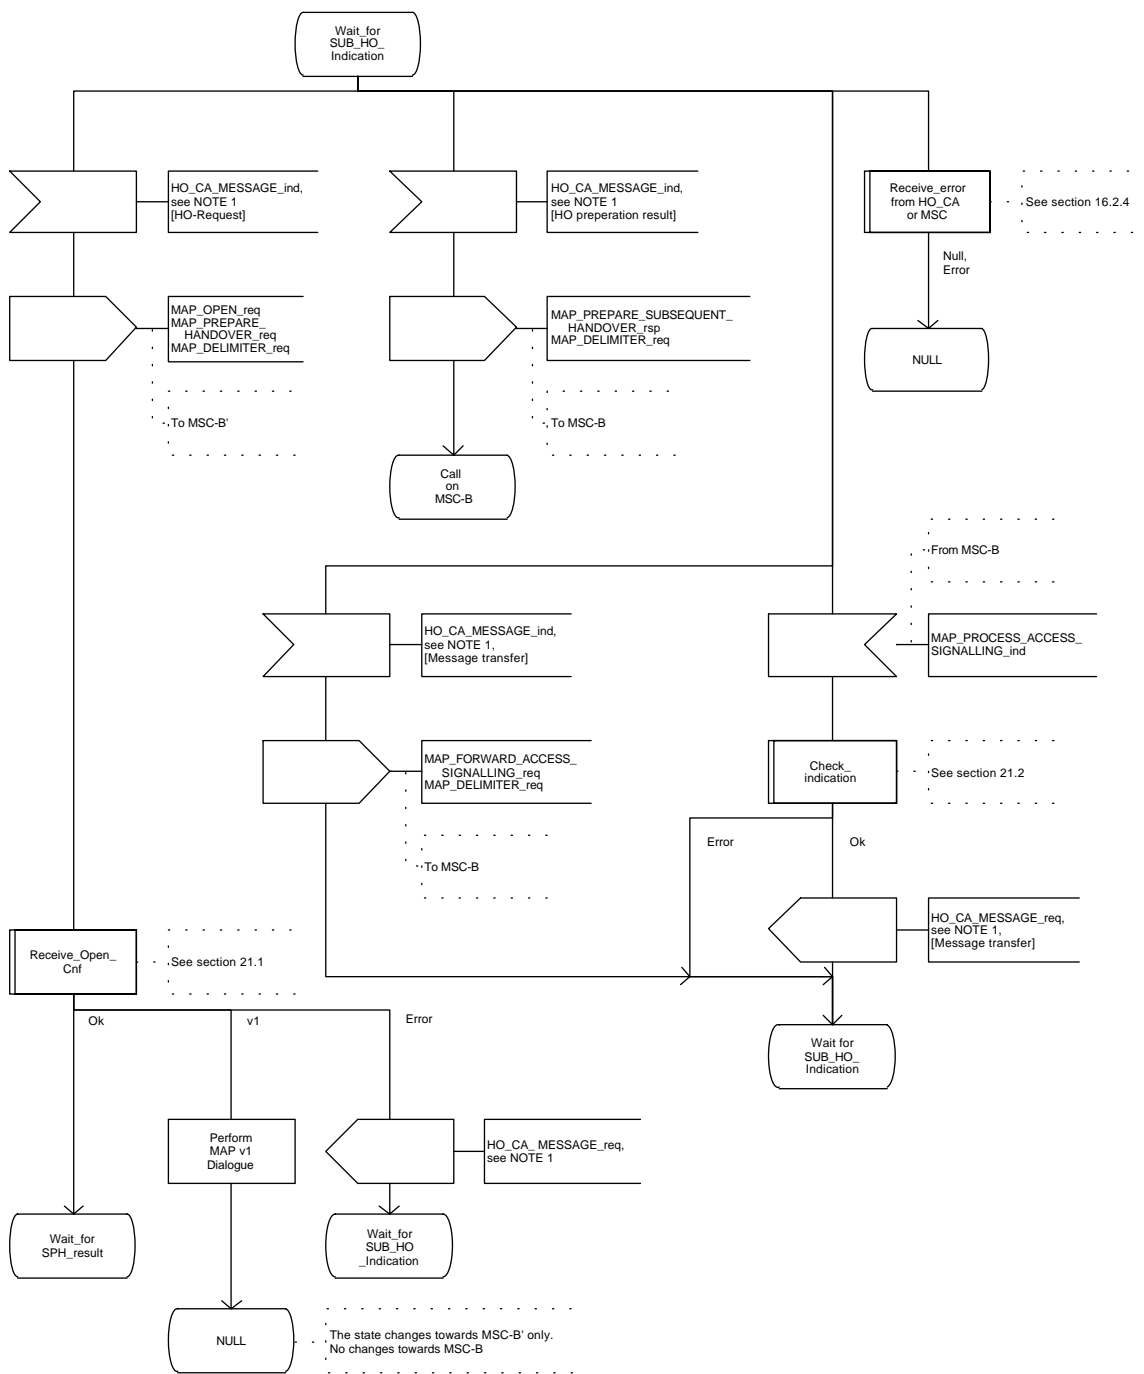 Wait_for
SUB_HO_
Indication
HO_CA_MESSAGE_ind,
see NOTE 1
[HO-Request]
HO_CA_MESSAGE_ind,
see NOTE 1
[HO preperation result]
Receive_error
from HO_CA
or MSC
See section 16.2.4
Null,
Error
MAP_OPEN_req
MAP_PREPARE_
HANDOVER_req
MAP_DELIMITER_req
MAP_PREPARE_SUBSEQUENT_
HANDOVER_rsp
MAP_DELIMITER_req
NULL
To MSC-B'
To MSC-B
Call
on
MSC-B
From MSC-B
HO_CA_MESSAGE_ind,
see NOTE 1,
[Message transfer]
MAP_PROCESS_ACCESS_
SIGNALLING_ind
MAP_FORWARD_ACCESS_
SIGNALLING_req
MAP_DELIMITER_req
Check_
indication
See section 21.2
Error
Ok
To MSC-B
HO_CA_MESSAGE_req,
see NOTE 1,
[Message transfer]
Receive_Open_
Cnf
See section 21.1
Ok
v1
Error
Wait for
SUB_HO_
Indication
Perform
MAP v1
Dialogue
HO_CA_ MESSAGE_req,
see NOTE 1
Wait_for
SPH_result
Wait_for
SUB_HO
_Indication
NULL
The state changes towards MSC-B' only.
No changes towards MSC-B